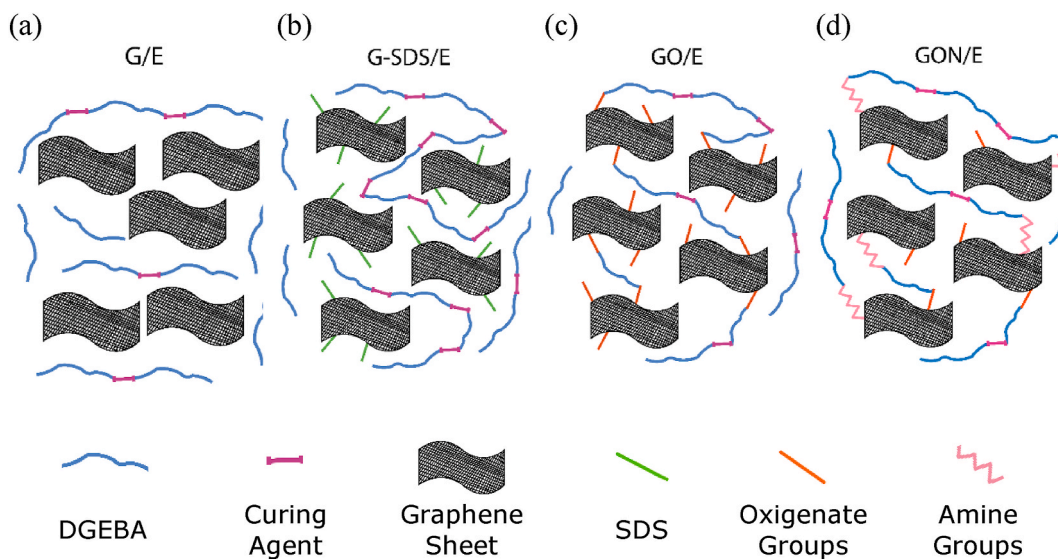 (a)
G/E
(b)
G-SDS/E
(c)
GO/E
(d)
GON/E
DGEBA
Curing
Agent
Graphene
Sheet
SDS
Oxigenate
Groups
Amine
Groups